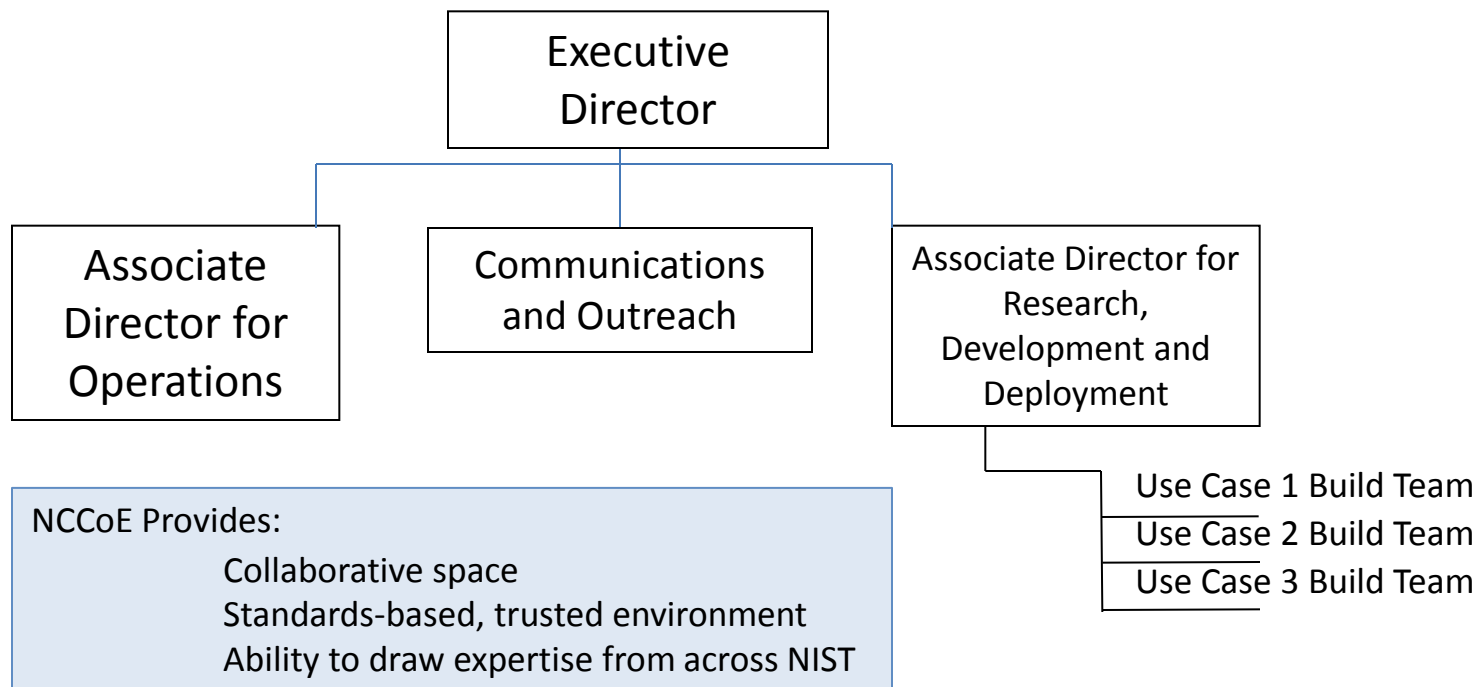 Executive
Director
Associate
Director for
Operations
Communications
and Outreach
Associate Director for
Research,
Development and
Deployment
Use Case 1 Build Team
Use Case 2 Build Team
Use Case 3 Build Team
NCCoE Provides:
Collaborative space
Standards-based, trusted environment
Ability to draw expertise from across NIST